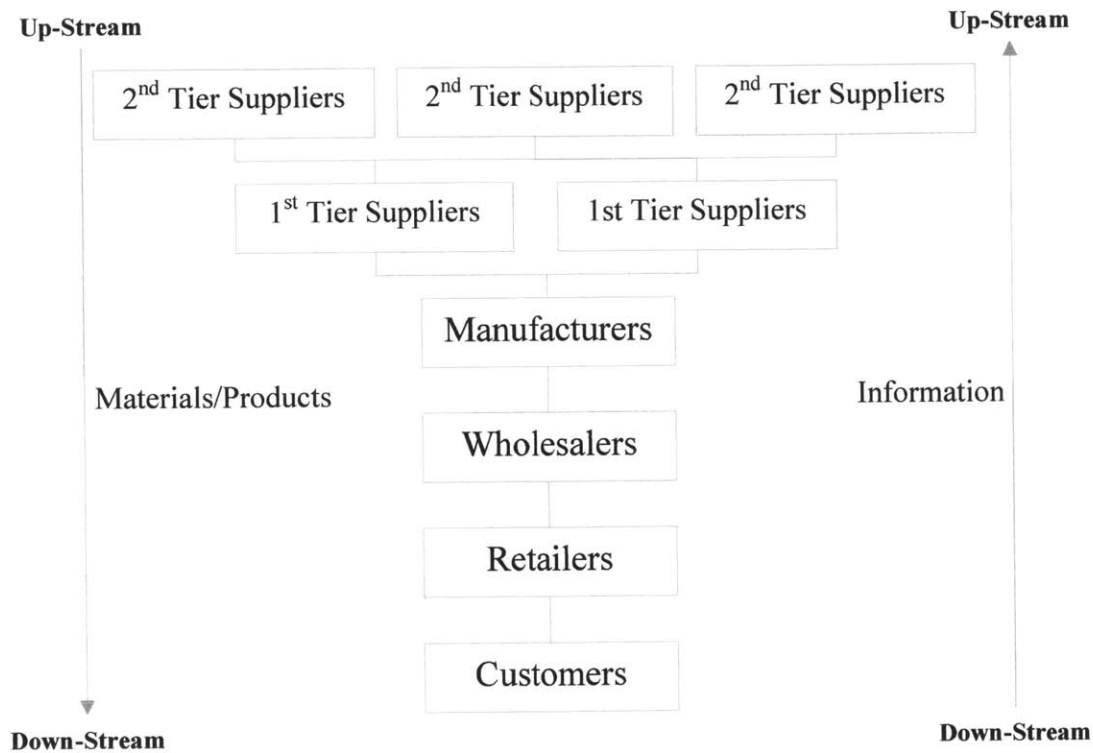 Up-Stream
Up-Stream
2nd Tier Suppliers
2nd Tier Suppliers
2nd Tier Suppliers
1st Tier Suppliers
1st Tier Suppliers
Manufacturers
Materials/Products
Information
Wholesalers
Retailers
Customers
Down-Stream
Down-Stream